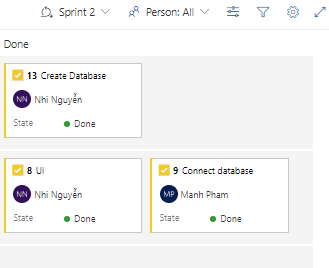 Sprint 2 Person: All
Done
13 Create Database
NN Nhi Nguyễn
State Done
8 UI
NN Nhi Nguyễn
State Done
9 Connect database
MP Manh Pham
State Done